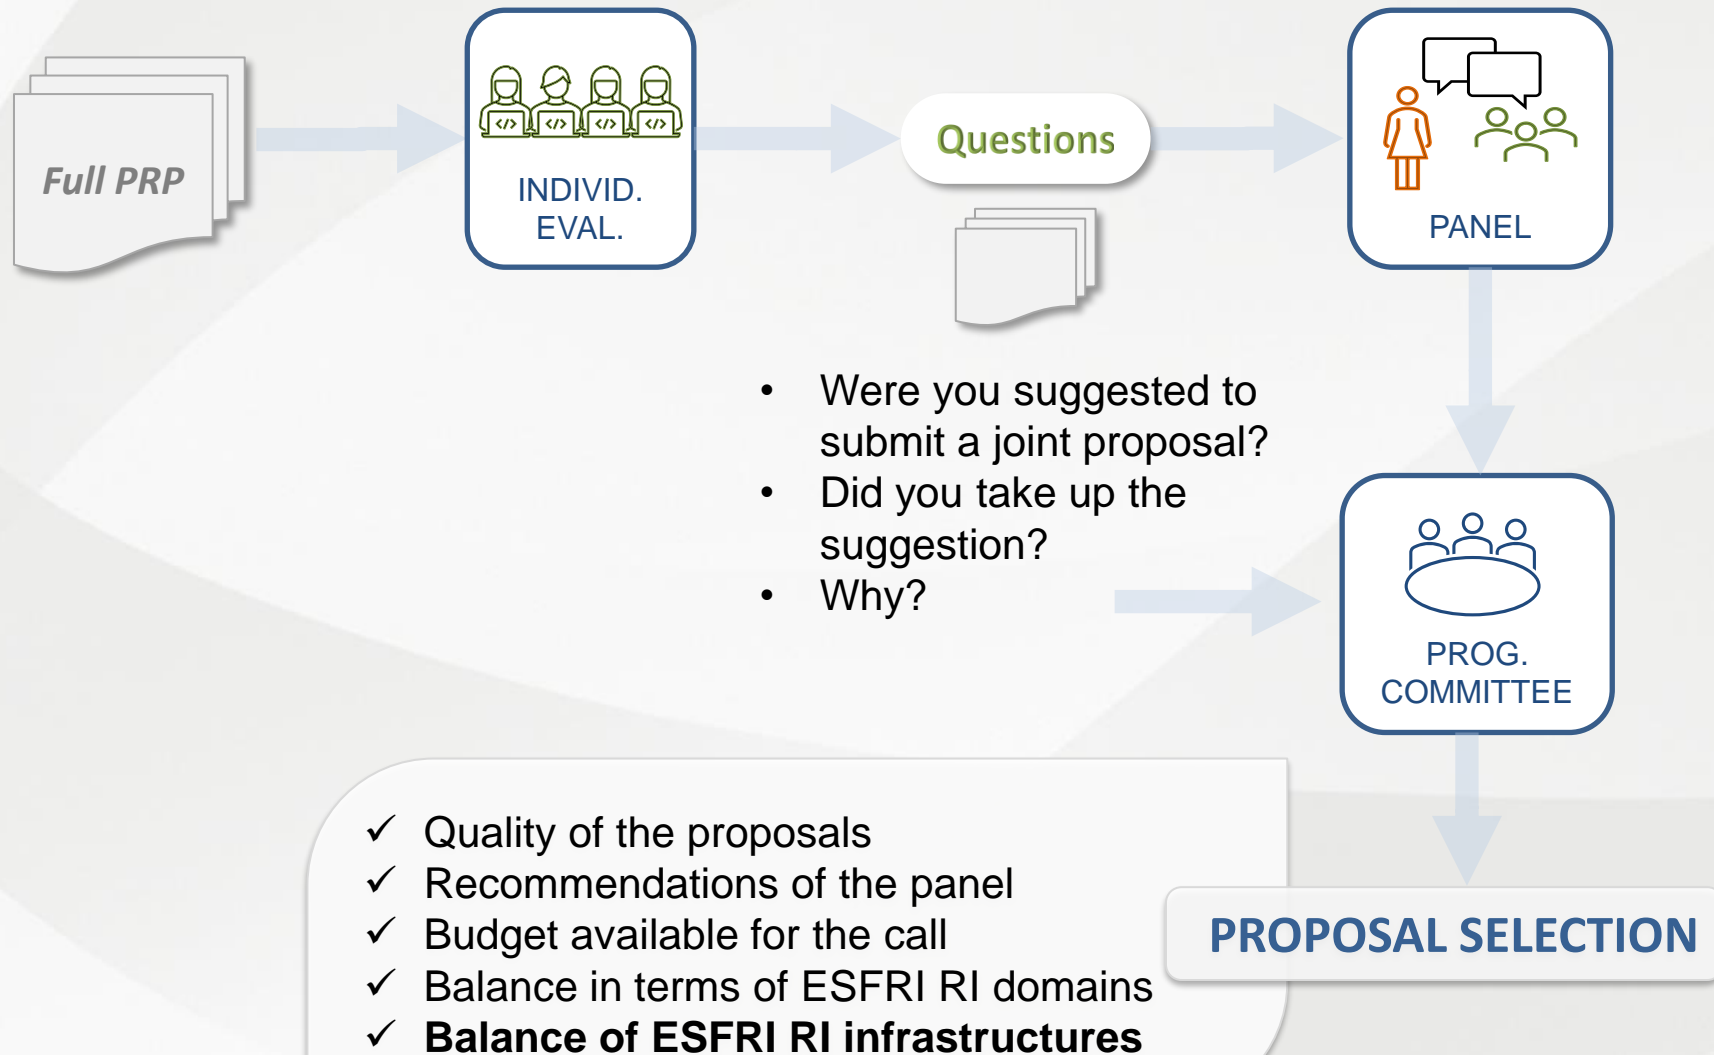 Full PRP
INDIVID.
EVAL.
Questions
PANEL
• Were you suggested to
submit a joint proposal?
• Did you take up the
suggestion?
• Why?
PROG.
COMMITTEE
✓ Quality of the proposals
✓ Recommendations of the panel
✓ Budget available for the call
✓ Balance in terms of ESFRI RI domains
✓ Balance of ESFRI RI infrastructures
PROPOSAL SELECTION